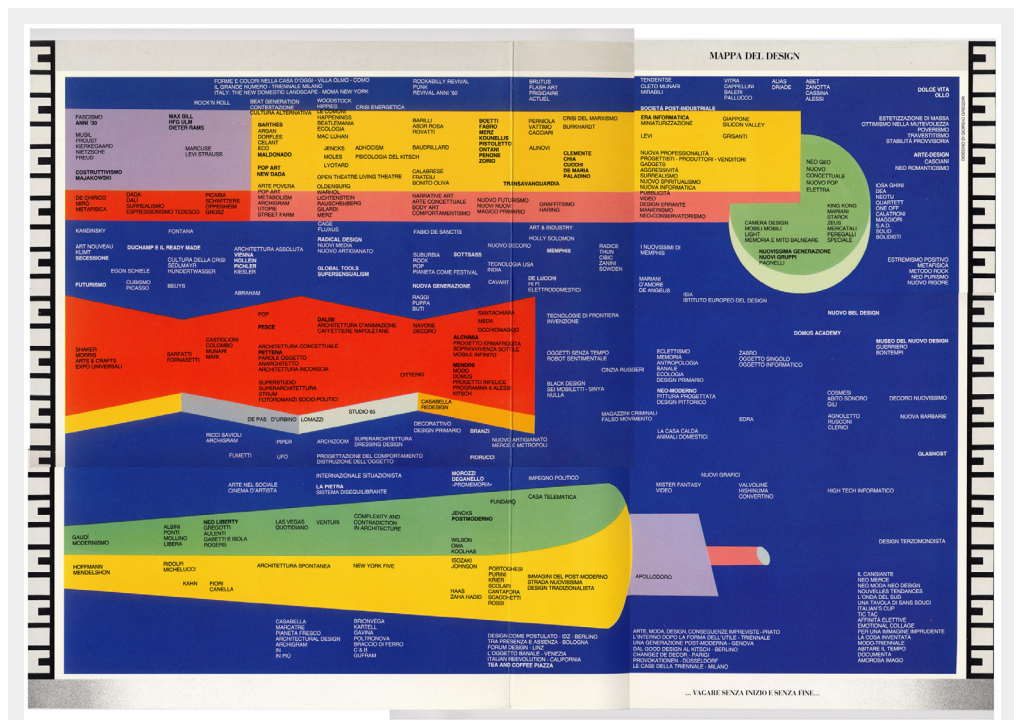 MAPPA DEL DESIGN
FORME E COLORI NELLA CASA D'OGGI - VILLA OLMO - COMO
IL GRANDE NUMERO - TRIENNALE MILANO
ITALY: THE NEW DOMESTIC LANDSCAPE - MOMA NEW YORK
ROCKABILLY REVIVAL
PUNK
REVIVAL ANNI '60
BRUTUS
FLASH ART
FRIGIDAIRE
ACTUEL
TENDENTSE
CLETO MUNARI
MIRABILI
VITRA
CAPPELLINI
BALERI
PALLUCCO
ALIAS
DRIADE
ABET
ZANOTTA
CASSINA
ALESSI
DOLCE VITA
OLLO
ROCK'N ROLL
BEAT GENERATION
CONTESTAZIONE
CULTURA ALTERNATIVA
WOODSTOCK
HIPPIES
HAPPENINGS
BEATLEMANIA
ECOLOGIA
MAC LUHAN
CRISI ENERGETICA
SOCIETÀ POST-INDUSTRIALE
FASCISMO
ANNI '30
MUSIL
PROUST
KIERKEGAARD
NIETZSCHE
FREUD
COSTRUTTIVISMO
MAJAKOWSKI
MAX BILL
HFG ULM
DIETER RAMS
MARCUSE
LEVI STRAUSS
BARTHES
ARGAN
DORFLES
CELANT
ECO
MALDONADO
POP ART
NEW DADA
JENCKS
MOLES
LYOTARD
ADHOCISM
PSICOLOGIA DEL KITSCH
OPEN THEATRE LIVING THEATRE
BARILLI
ASOR ROSA
ROVATTI
BAUDRILLARD
CALABRESE
FRATEILI
BONITO OLIVA
BOETTI
FABRO
MERZ
KOUNELLIS
PISTOLETTO
ONTANI
PENONE
ZORIO
PERNIOLA
VATTIMO
CACCIARI
ALINOVI
CRISI DEL MARXISMO
BURKHARDT
CLEMENTE
CHIA
CUCCHI
DE MARIA
PALADINO
TRANSAVANGUARDIA
ERA INFORMATICA
MINIATURIZZAZIONE
LEVI
GIAPPONE
SILICON VALLEY
GRISANTI
NUOVA PROFESSIONALITÀ
PROGETTISTI - PRODUTTORI - VENDITORI
GADGETS
AGGRESSIVITÀ
SURREALISMO
NUOVO SPIRITUALISMO
NUOVA INFORMATICA
PUBBLICITÀ
VIDEO
DESIGN ERRANTE
MANIERISMO
NEO-CONSERVATORISMO
ESTETIZZAZIONE DI MASSA
OTTIMISMO NELLA MUTEVOLEZZA
POVERISMO
TRAVESTITISMO
STABILITÀ PROVVISORIA
ARTE-DESIGN
CASCIANI
NEO ROMANTICISMO
DE CHIRICO
MIRÓ
METAFISICA
DADA
DALÌ
SURREALISMO
ESPRESSIONISMO TEDESCO
PICABIA
SCHWITTERS
OPPENHEIM
GROSZ
ARTE POVERA
POP ART
METABOLISM
ARCHIGRAM
UTOPIE
STREET FARM
OLDENBURG
WARHOL
LICHTENSTEIN
RAUSCHENBERG
GILARDI
MERZ
CAGE
FLUXUS
NARRATIVE ART
ARTE CONCETTUALE
BODY ART
COMPORTAMENTISMO
NUOVO FUTURISMO
NUOVI NUOVI
MAGICO PRIMARIO
GRAFFITISMO
HARING
NEO GEO
NUOVO
CONCETTUALE
NUOVO POP
ELETTRA
KING KONG
MARIANI
STARCK
ZEUS
MERCATALI
PEREGALLI
SPECIALE
CAMERA DESIGN
MOBILI MOBILI
LIGHT
MEMORIA E MITO BALNEARE
NUOVISSIMA GENERAZIONE
NUOVI GRUPPI
PAGNELLI
IOSA GHINI
DEA
NEOTU
QUARTETT
ONE OFF
CALATRONI
MAGGIORI
S.A.D.
SOLID
BOLIDISTI
KANDINSKY
FONTANA
ART NOUVEAU
KLIMT
SECESSIONE
DUCHAMP E IL READY MADE
CULTURA DELLA CRISI
SEDLMAYR
HUNDERTWASSER
EGON SCHIELE
FUTURISMO
CUBISMO
PICASSO
BEUYS
ARCHITETTURA ASSOLUTA
VIENNA
HOLLEIN
PICHLER
KIESLER
ABRAHAM
RADICAL DESIGN
NUOVI MEDIA
NUOVO ARTIGIANATO
GLOBAL TOOLS
SUPERSENSUALISM
FABIO DE SANCTIS
SUBURBIA
ROCK
POP
PIANETA COME FESTIVAL
SOTTSASS
NUOVA GENERAZIONE
RAGGI
PUPPA
BUTI
ART & INDUSTRY
HOLLY SOLOMON
NUOVO DECORO
MEMPHIS
TECNOLOGIA USA
INDIA
CAVART
DE LUCCHI
HI FI
ELETTRODOMESTICI
RADICE
THUN
CIBIC
ZANINI
SOWDEN
I NUOVISSIMI DI
MEMPHIS
MARIANI
D'AMORE
DE ANGELIS
ISIA
ISTITUTO EUROPEO DEL DESIGN
ESTREMISMO POSITIVO
METAFISICA
METODO ROCK
NEO PURISMO
NUOVO RIGORE
NUOVO BEL DESIGN
DOMUS ACADEMY
MUSEO DEL NUOVO DESIGN
GUERRIERO
BONTEMPI
POP
PESCE
DALISI
ARCHITETTURA D'ANIMAZIONE
CAFFETTIERE NAPOLETANE
NAVONE
DECORO
SANTACHIARA
MEDA
OCCHIOMAGICO
TECNOLOGIE DI FRONTIERA
INVENZIONE
SHAKER
MORRIS
ARTS & CRAFTS
EXPO UNIVERSALI
SARFATTI
FORNASETTI
CASTIGLIONI
COLOMBO
MUNARI
MARI
ARCHITETTURA CONCETTUALE
PETTENA
PAROLE OGGETTO
ANARCHITETTO
ARCHITETTURA INCONSCIA
SUPERSTUDIO
SUPERARCHITETTURA
STRUM
FOTOROMANZI SOCIO-POLITICI
CITTERIO
ALCHIMIA
PROGETTO ERMAFRODITA
SOPRAVVIVENZA SOTTILE
MOBILE INFINITO
MENDINI
MODO
DOMUS
PROGETTO INFELICE
PROGRAMMA 6 ALESSI
KITSCH
CASABELLA
REDESIGN
OGGETTI SENZA TEMPO
ROBOT SENTIMENTALE
CINZIA RUGGERI
BLACK DESIGN
SEI MOBILETTI - SINYA
NULLA
ECLETTISMO
MEMORIA
ANTROPOLOGIA
BANALE
ECOLOGIA
DESIGN PRIMARIO
NEO-MODERNO
PITTURA PROGETTATA
DESIGN PITTORICO
ZABRO
OGGETTO SINGOLO
OGGETTO INFORMATICO
COSMESI
ABITO SONORO
GILI
DECORO NUOVISSIMO
MAGAZZINI CRIMINALI
FALSO MOVIMENTO
EDRA
AGNOLETTO
RUSCONI
CLERICI
NUOVA BARBARIE
DE PAS D'URBINO LOMAZZI
STUDIO 65
LA CASA CALDA
ANIMALI DOMESTICI
RICCI SAVIOLI
ARCHIGRAM
FUMETTI
PIPER
UFO
ARCHIZOOM
SUPERARCHITETTURA
DRESSING DESIGN
PROGETTAZIONE DEL COMPORTAMENTO
DISTRUZIONE DELL'OGGETTO
DECORATTIVO
DESIGN PRIMARIO
BRANZI
NUOVO ARTIGIANATO
MERCE E METROPOLI
FIORUCCI
GLASNOST
ARTE NEL SOCIALE
CINEMA D'ARTISTA
INTERNAZIONALE SITUAZIONISTA
LA PIETRA
SISTEMA DISEQUILIBRANTE
MOROZZI
DEGANELLO
«PROMEMORIA»
IMPEGNO POLITICO
NUOVI GRAFICI
MISTER FANTASY
VIDEO
VALVOLINE
HISHINUMA
CONVERTINO
HIGH TECH INFORMATICO
FUNDARÒ
CASA TELEMATICA
GAUDÌ
MODERNISMO
ALBINI
PONTI
MOLLINO
LIBERA
NEO LIBERTY
GREGOTTI
AULENTI
GABETTI E ISOLA
ROGERS
LAS VEGAS
QUOTIDIANO
VENTURI
COMPLEXITY AND
CONTRADICTION
IN ARCHITECTURE
JENCKS
POSTMODERNO
WILSON
OMA
KOOLHAS
DESIGN TERZOMONDISTA
HOFFMANN
MENDELSHON
RIDOLFI
MICHELUCCI
KAHN
FIORI
CANELLA
ARCHITETTURA SPONTANEA
NEW YORK FIVE
ISOZAKI
JOHNSON
HAAS
ZAHA HADID
PORTOGHESI
PURINI
KRIER
SCOLARI
CANTAFORA
SCACCHETTI
ROSSI
IMMAGINI DEL POST-MODERNO
STRADA NUOVISSIMA
DESIGN TRADIZIONALISTA
APOLLODORO
IL CANGIANTE
NEO MERCE
NEO MODA NEO DESIGN
NOUVELLES TENDANCES
L'ONDA DEL SUD
UNA TAVOLA DI SANS SOUCI
ITALIAN'S CUP
TIC TAC
AFFINITÀ ELETTIVE
EMOTIONAL COLLAGE
PER UNA IMMAGINE IMPRUDENTE
LA COSA INVENTATA
MODO-TRIENNALE
ABITARE IL TEMPO
DOCUMENTA
AMOROSA IMAGO
CASABELLA
MARCATRE
PIANETA FRESCO
ARCHITECTURAL DESIGN
ARCHIGRAM
IN
IN PIÙ
BRIONVEGA
KARTELL
GAVINA
POLTRONOVA
BRACCIO DI FERRO
C & B
GUFRAM
DESIGN COME POSTULATO - IDZ - BERLINO
TRA PRESENZA E ASSENZA - BOLOGNA
FORUM DESIGN - LINZ
L'OGGETTO BANALE - VENEZIA
ITALIAN REEVOLUTION - CALIFORNIA
TEA AND COFFEE PIAZZA
ARTE, MODA, DESIGN, CONSEGUENZE IMPREVISTE - PRATO
L'INTERNO DOPO LA FORMA DELL'UTILE - TRIENNALE
UNA GENERAZIONE POSTMODERNA - GENOVA
DAL GOOD DESIGN AL KITSCH - BERLINO
CHANGEZ DE DECOR - PARIGI
PROVOKATIONEN - DÜSSELDORF
LE CASE DELLA TRIENNALE - MILANO
... VAGARE SENZA INIZIO E SENZA FINE...